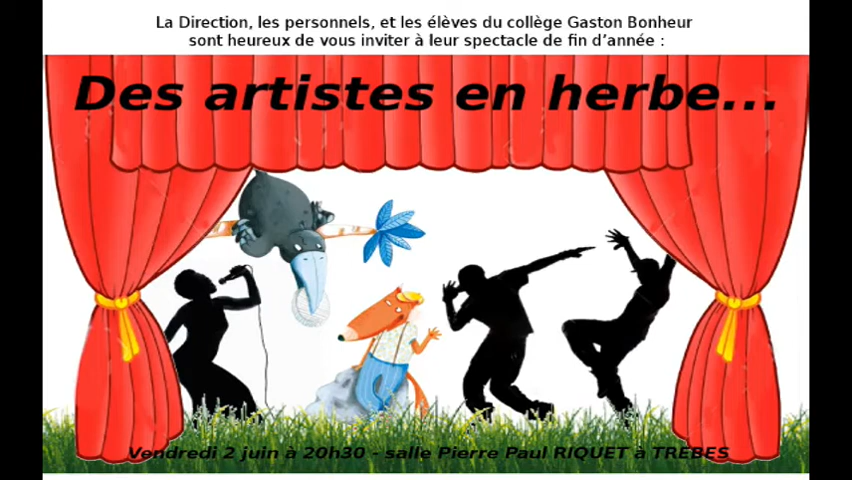 La Direction, les personnels, et les élèves du collège Gaston Bonheur
sont heureux de vous inviter à leur spectacle de fin d'année :
Des artistes en herbe...
Vendredi 2 juin à 20h30 - salle Pierre Paul RIQUET à TRÈBES